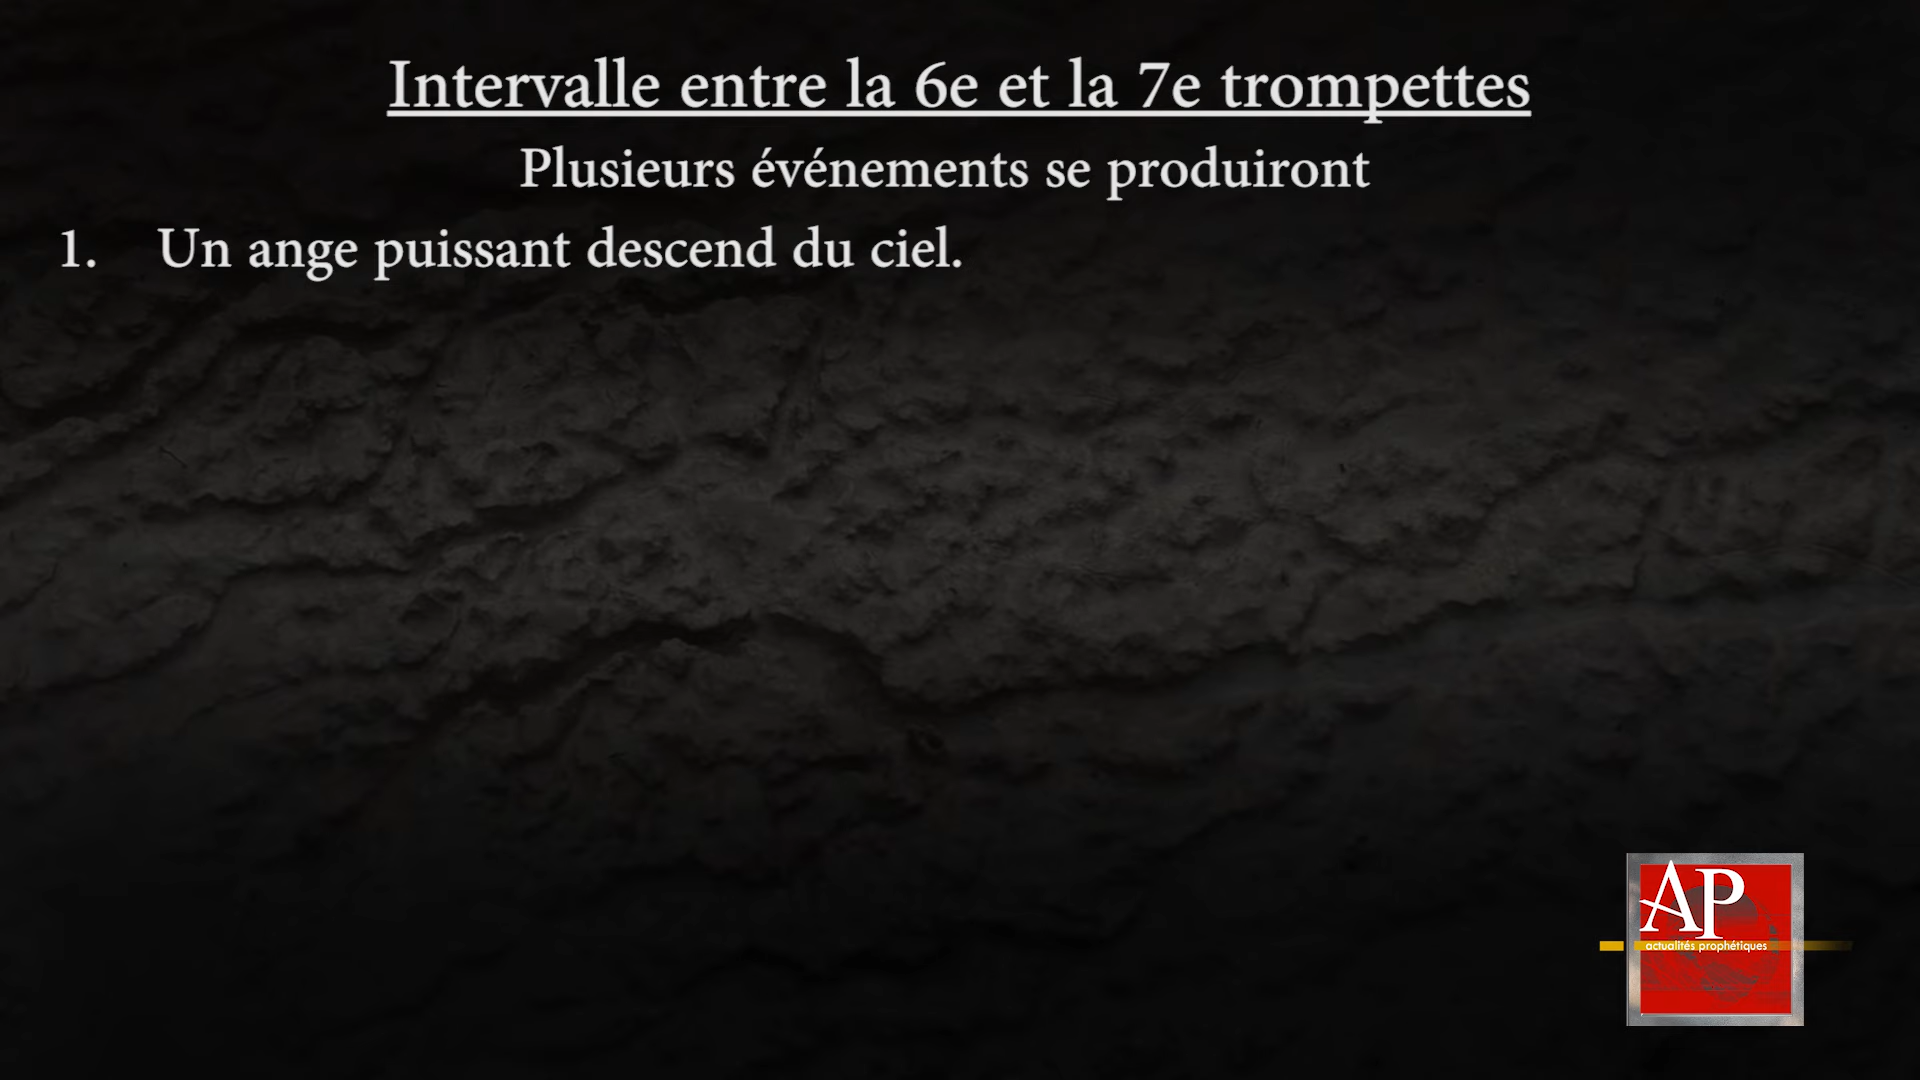 Intervalle entre la 6e et la 7e trompettes
Plusieurs événements se produiront
1. Un ange puissant descend du ciel.
AP
actualités prophétiques